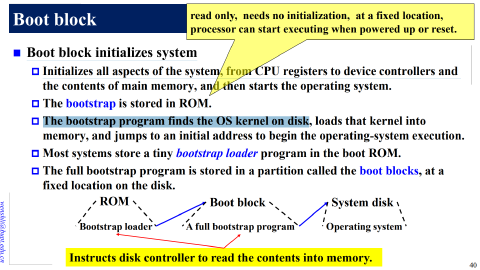 Boot block
read only, needs no initialization, at a fixed location,
processor can start executing when powered up or reset.
Boot block initializes system
Initializes all aspects of the system, from CPU registers to device controllers and
the contents of main memory, and then starts the operating system.
The bootstrap is stored in ROM.
The bootstrap program finds the OS kernel on disk, loads that kernel into
memory, and jumps to an initial address to begin the operating-system execution.
Most systems store a tiny bootstrap loader program in the boot ROM.
The full bootstrap program is stored in a partition called the boot blocks, at a
fixed location on the disk.
ROM Boot block System disk
Bootstrap loader A full bootstrap program Operating system
Instructs disk controller to read the contents into memory.
40